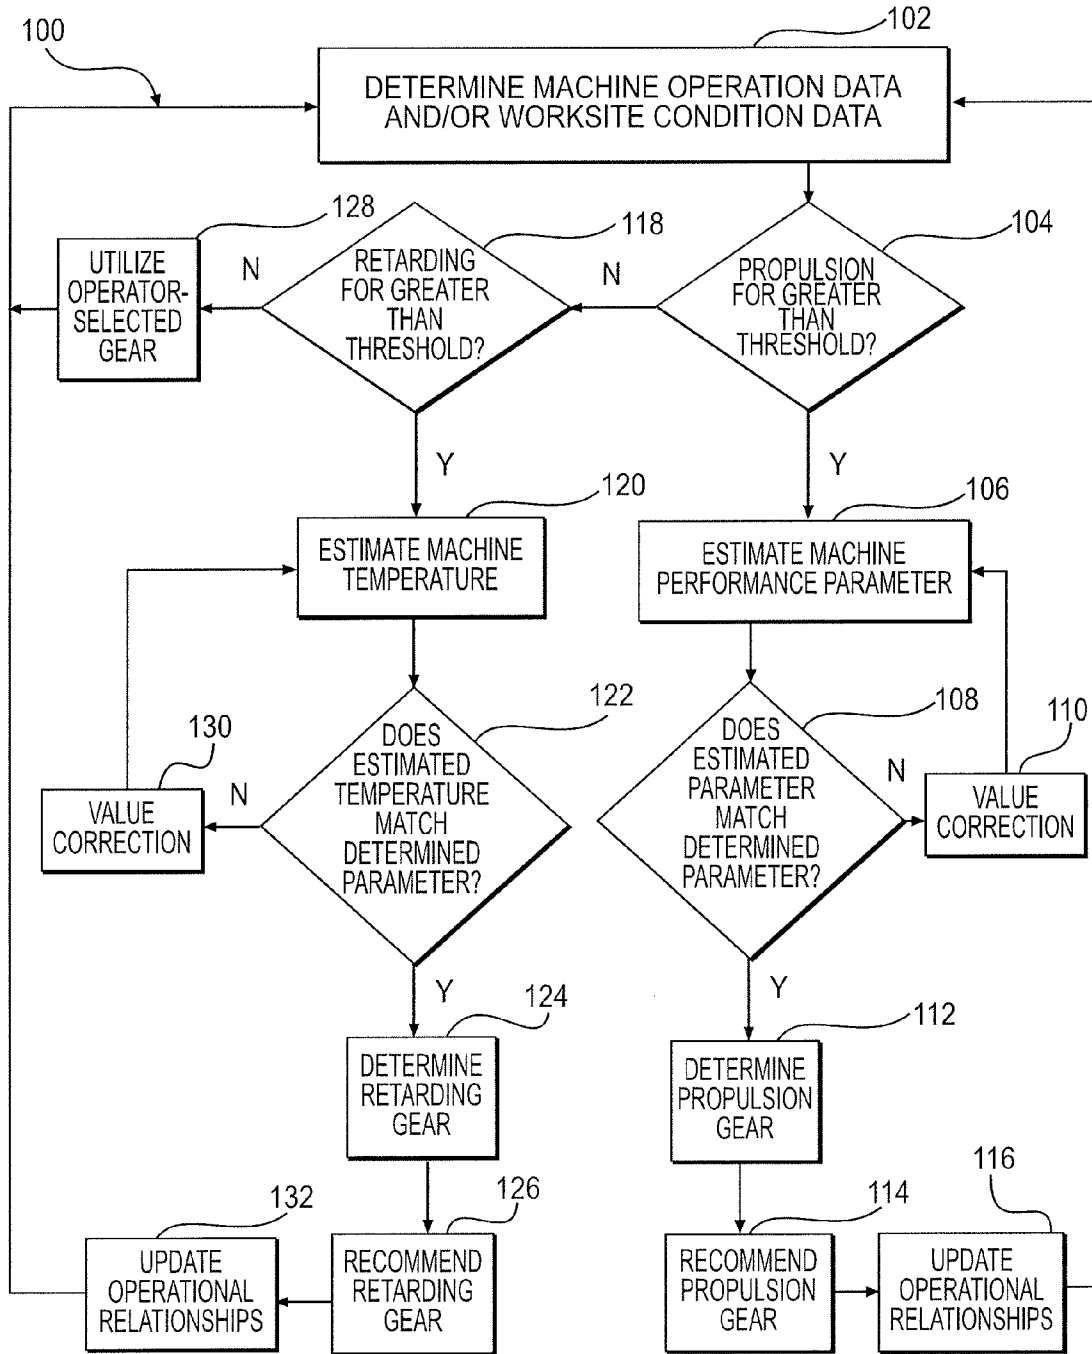 100
102
DETERMINE MACHINE OPERATION DATA
AND/OR WORKSITE CONDITION DATA
128
118
104
UTILIZE
OPERATOR-
SELECTED
GEAR
N
RETARDING
FOR GREATER
THAN
THRESHOLD?
N
PROPULSION
FOR GREATER
THAN
THRESHOLD?
Y
Y
120
106
ESTIMATE MACHINE
TEMPERATURE
ESTIMATE MACHINE
PERFORMANCE PARAMETER
122
108
130
110
VALUE
CORRECTION
N
DOES
ESTIMATED
TEMPERATURE
MATCH
DETERMINED
PARAMETER?
DOES
ESTIMATED
PARAMETER
MATCH
DETERMINED
PARAMETER?
N
VALUE
CORRECTION
Y
Y
124
112
DETERMINE
RETARDING
GEAR
DETERMINE
PROPULSION
GEAR
132
126
114
116
UPDATE
OPERATIONAL
RELATIONSHIPS
RECOMMEND
RETARDING
GEAR
RECOMMEND
PROPULSION
GEAR
UPDATE
OPERATIONAL
RELATIONSHIPS